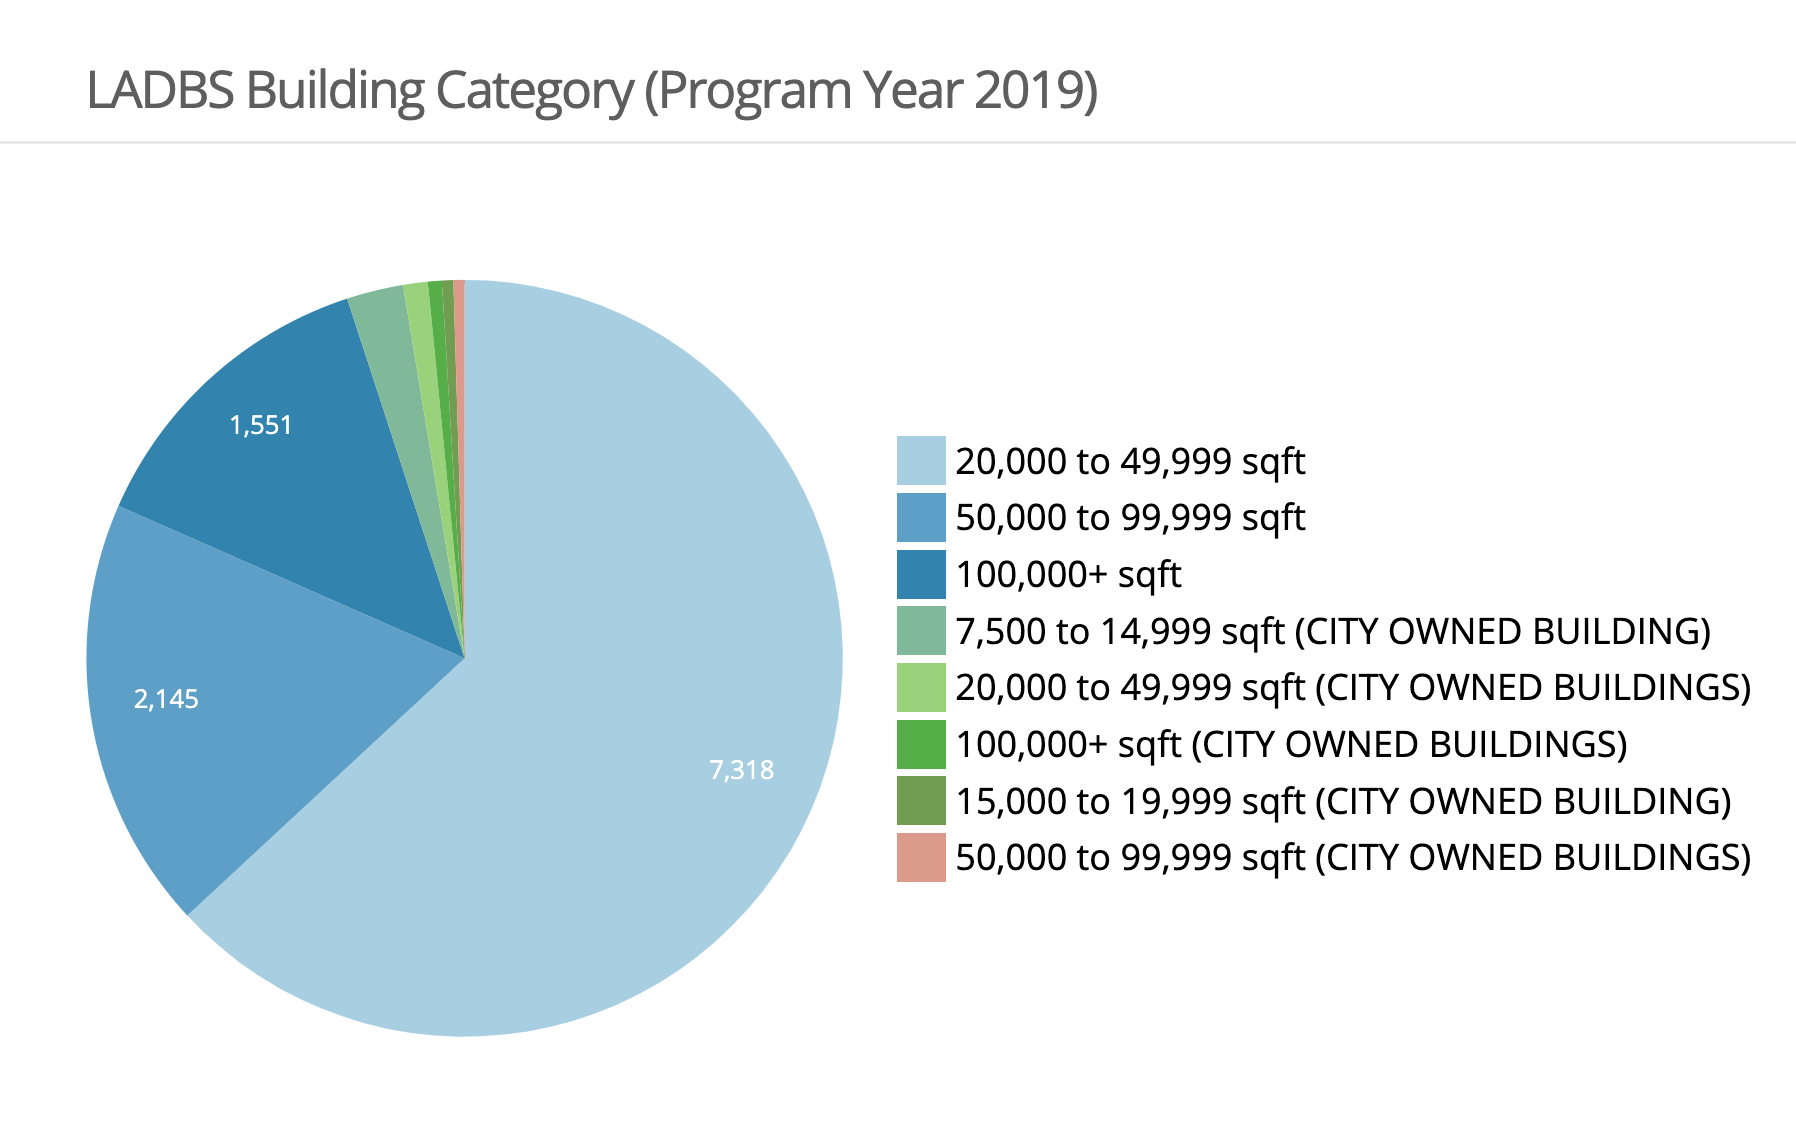 LADBS Building Category (Program Year 2019)
1,551
2,145
7,318
20,000 to 49,999 sqft
50,000 to 99,999 sqft
100,000+ sqft
7,500 to 14,999 sqft (CITY OWNED BUILDING)
20,000 to 49,999 sqft (CITY OWNED BUILDINGS)
100,000+ sqft (CITY OWNED BUILDINGS)
15,000 to 19,999 sqft (CITY OWNED BUILDING)
50,000 to 99,999 sqft (CITY OWNED BUILDINGS)